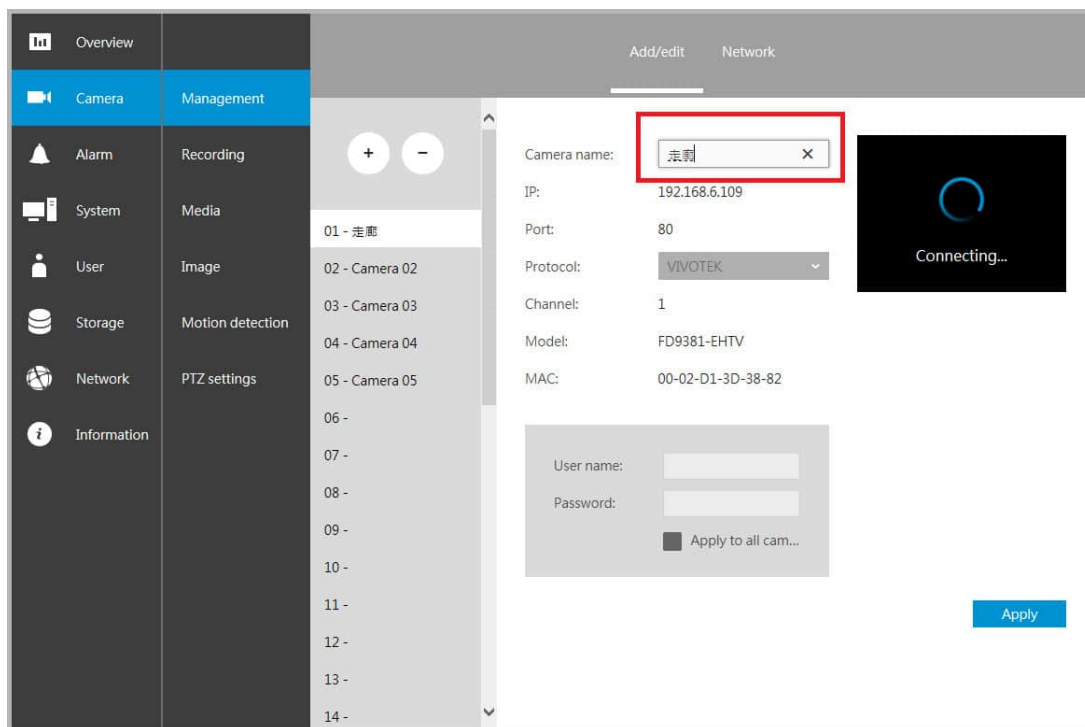 Overview
Camera
Alarm
System
User
Storage
Network
Information
Management
Recording
Media
Image
Motion detection
PTZ settings
Add/edit
Network
+
-
01 - 走廊
02 - Camera 02
03 - Camera 03
04 - Camera 04
05 - Camera 05
06 -
07 -
08 -
09 -
10 -
11 -
12 -
13 -
14 -
Camera name: 走廊
IP: 192.168.6.109
Port: 80
Protocol: VIVOTEK
Channel: 1
Model: FD9381-EHTV
MAC: 00-02-D1-3D-38-82
User name:
Password:
Apply to all cam...
Connecting...
Apply